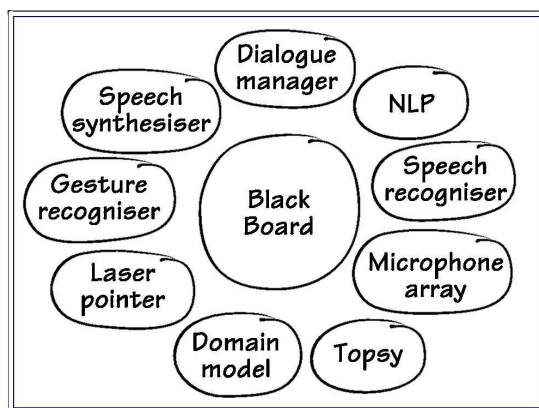 Dialogue
manager
NLP
Speech
synthesiser
Speech
recogniser
Gesture
recogniser
Black
Board
Microphone
array
Laser
pointer
Domain
model
Topsy